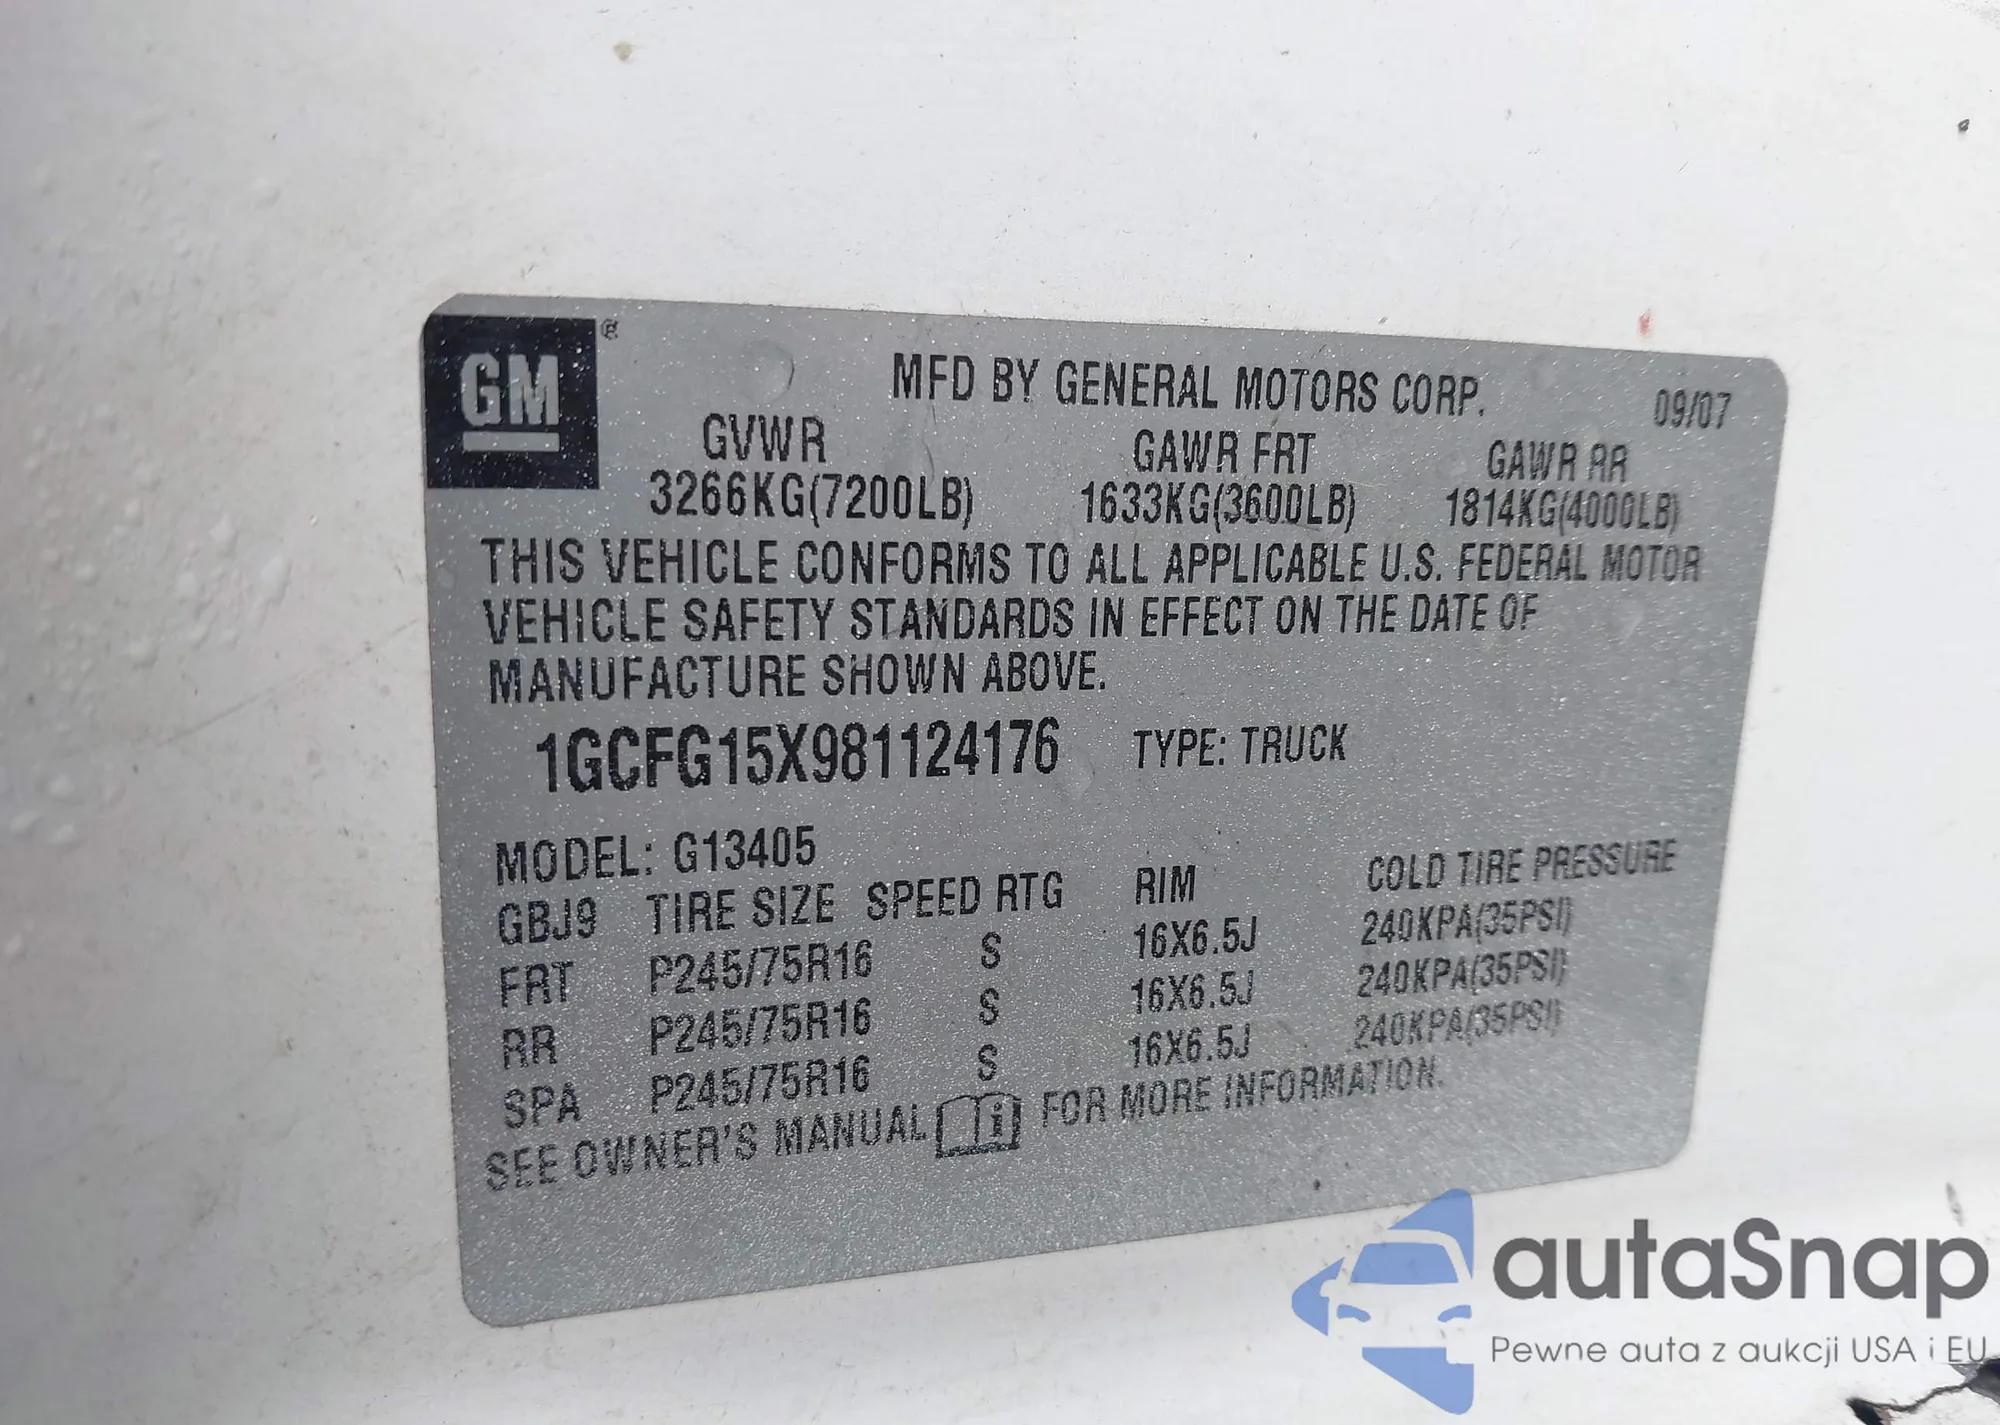 GM ®
MFD BY GENERAL MOTORS CORP. 09/07
GVWR GAWR FRT GAWR RR
3266KG(7200LB) 1633KG(3600LB) 1814KG(4000LB)
THIS VEHICLE CONFORMS TO ALL APPLICABLE U.S. FEDERAL MOTOR
VEHICLE SAFETY STANDARDS IN EFFECT ON THE DATE OF
MANUFACTURE SHOWN ABOVE.
1GCFG15X981124176 TYPE: TRUCK
MODEL: G13405
GBJ9 TIRE SIZE SPEED RTG RIM COLD TIRE PRESSURE
FRT P245/75R16 S 16X6.5J 240KPA(35PSI)
RR P245/75R16 S 16X6.5J 240KPA(35PSI)
SPA P245/75R16 S 16X6.5J 240KPA(35PSI)
SEE OWNER'S MANUAL FOR MORE INFORMATION.
autaSnap
Pewne auta z aukcji USA i EU